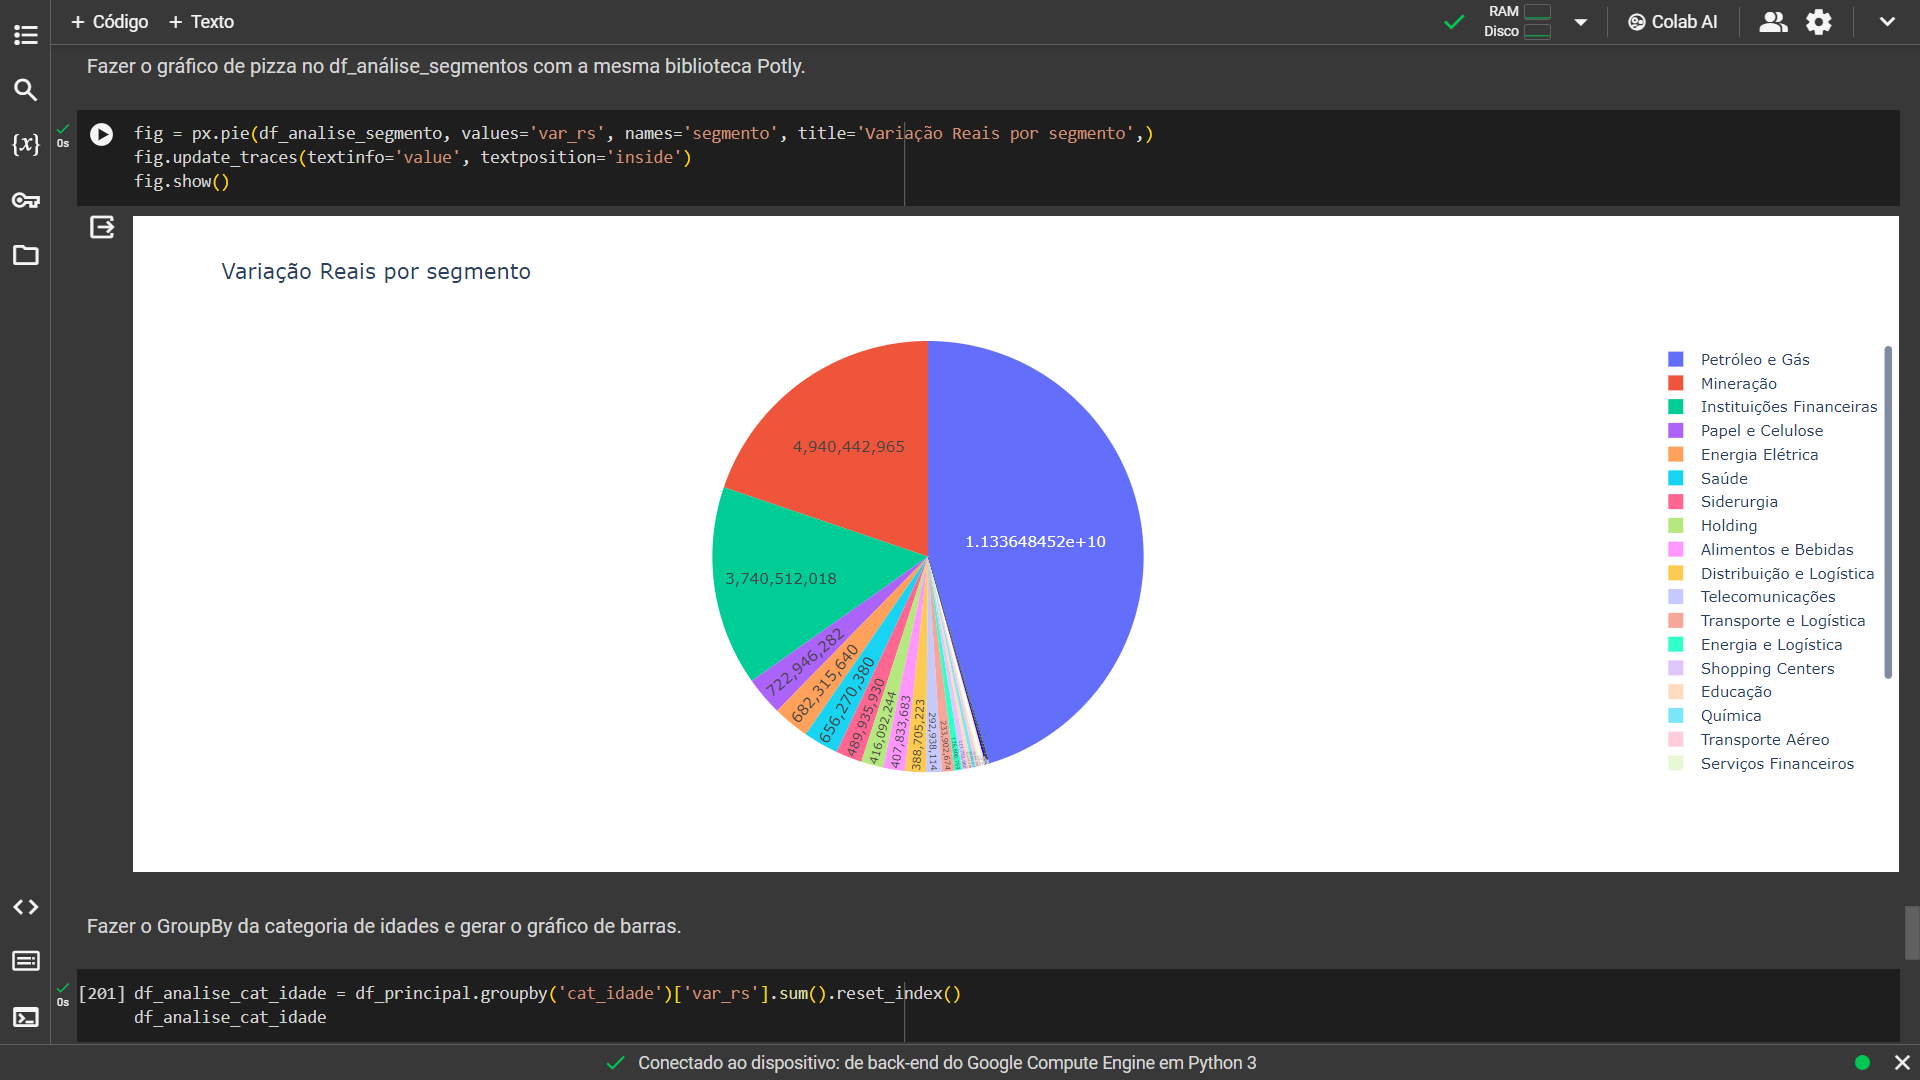 + Código + Texto
RAM
Disco
Colab AI
Fazer o gráfico de pizza no df_análise_segmentos com a mesma biblioteca Potly.
0s
fig = px.pie(df_analise_segmento, values='var_rs', names='segmento', title='Variação Reais por segmento',)
fig.update_traces(textinfo='value', textposition='inside')
fig.show()
Variação Reais por segmento
4,940,442,965
1.133648452e+10
3,740,512,018
722,946,282
682,315,640
656,270,380
489,935,930
416,092,244
407,833,683
388,705,223
292,938,114
233,902,674
Petróleo e Gás
Mineração
Instituições Financeiras
Papel e Celulose
Energia Elétrica
Saúde
Siderurgia
Holding
Alimentos e Bebidas
Distribuição e Logística
Telecomunicações
Transporte e Logística
Energia e Logística
Shopping Centers
Educação
Química
Transporte Aéreo
Serviços Financeiros
Fazer o GroupBy da categoria de idades e gerar o gráfico de barras.
0s
[201] df_analise_cat_idade = df_principal.groupby('cat_idade')['var_rs'].sum().reset_index()
df_analise_cat_idade
Conectado ao dispositivo: de back-end do Google Compute Engine em Python 3